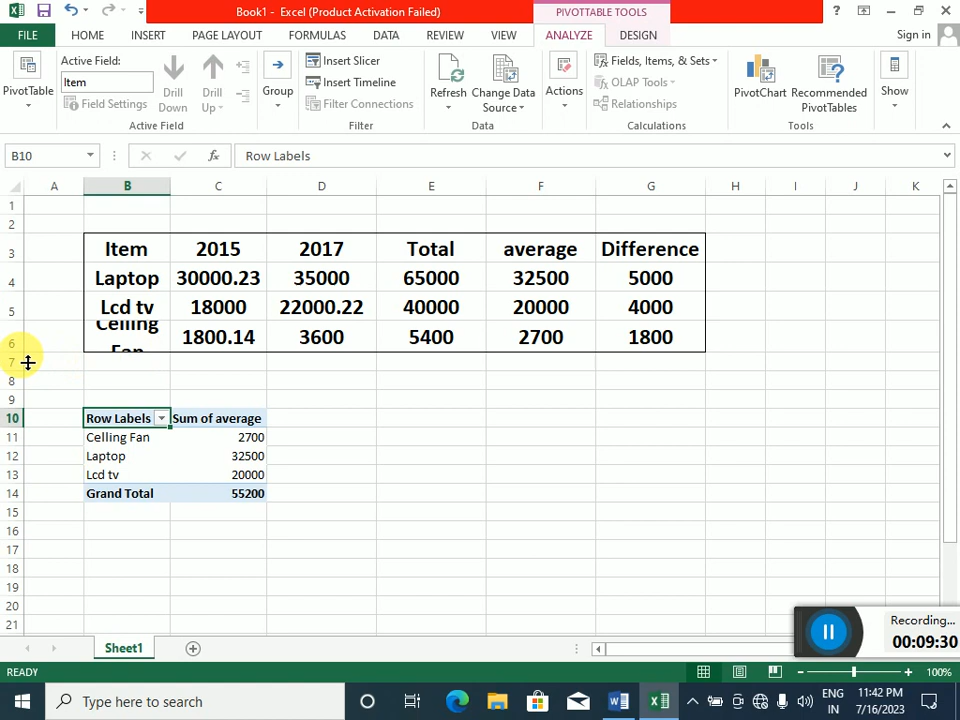 Book1 - Excel (Product Activation Failed)
PIVOTTABLE TOOLS
?
FILE HOME INSERT PAGE LAYOUT FORMULAS DATA REVIEW VIEW ANALYZE DESIGN Sign in
PivotTable
Active Field:
Item
Field Settings
Drill Down
Drill Up
Active Field
Group
Insert Slicer
Insert Timeline
Filter Connections
Filter
Refresh
Change Data Source
Data
Actions
Fields, Items, & Sets
OLAP Tools
Relationships
Calculations
PivotChart
Recommended PivotTables
Tools
Show
B10 fx Row Labels
A B C D E F G H I J K
1
2
3 Item 2015 2017 Total average Difference
4 Laptop 30000.23 35000 65000 32500 5000
5 Lcd tv 18000 22000.22 40000 20000 4000
6 Celling Fan 1800.14 3600 5400 2700 1800
7
8
9
10 Row Labels Sum of average
11 Celling Fan 2700
12 Laptop 32500
13 Lcd tv 20000
14 Grand Total 55200
15
16
17
18
19
20
21
Recording...
00:09:30
Sheet1
READY 100%
Type here to search
ENG IN
11:42 PM
7/16/2023